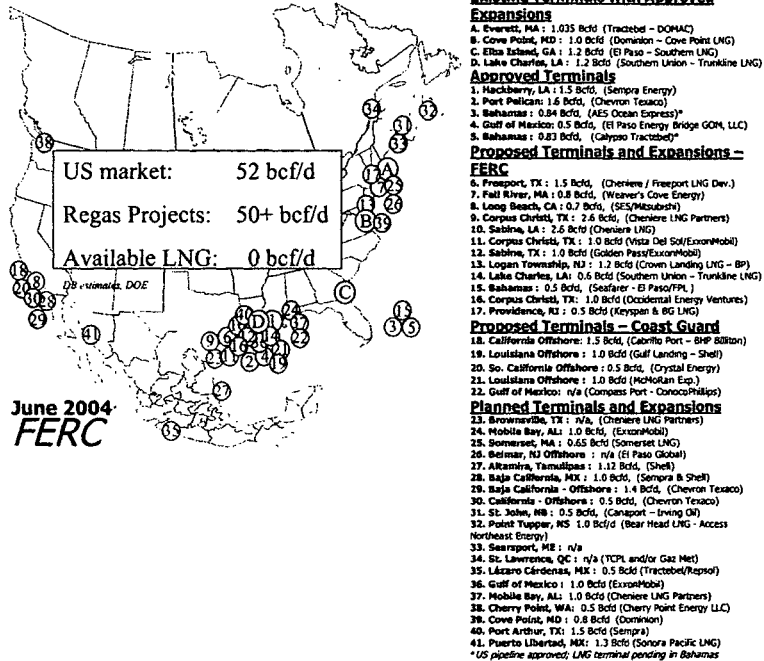 US market: 52 bcf/d
Regas Projects: 50+ bcf/d
Available LNG: 0 bcf/d
DB estimates, DOE
June 2004
FERC
Existing Terminals with Approved
Expansions
A. Everett, MA : 1.035 Bcfd (Tractebel – DOMAC)
B. Cove Point, MD : 1.0 Bcfd (Dominion – Cove Point LNG)
C. Elba Island, GA : 1.2 Bcfd (El Paso – Southern LNG)
D. Lake Charles, LA : 1.2 Bcfd (Southern Union – Trunkline LNG)
Approved Terminals
1. Hackberry, LA : 1.5 Bcfd, (Sempra Energy)
2. Port Pelican: 1.6 Bcfd, (Chevron Texaco)
3. Bahamas : 0.84 Bcfd, (AES Ocean Express)*
4. Gulf of Mexico: 0.5 Bcfd, (El Paso Energy Bridge GOM, LLC)
5. Bahamas : 0.83 Bcfd, (Calypso Tractebel)*
Proposed Terminals and Expansions –
FERC
6. Freeport, TX : 1.5 Bcfd, (Cheniere / Freeport LNG Dev.)
7. Fall River, MA : 0.8 Bcfd, (Weaver's Cove Energy)
8. Long Beach, CA : 0.7 Bcfd, (SES/Mitsubishi)
9. Corpus Christi, TX : 2.6 Bcfd, (Cheniere LNG Partners)
10. Sabine, LA : 2.6 Bcfd (Cheniere LNG)
11. Corpus Christi, TX : 1.0 Bcfd (Vista Del Sol/ExxonMobil)
12. Sabine, TX : 1.0 Bcfd (Golden Pass/ExxonMobil)
13. Logan Township, NJ : 1.2 Bcfd (Crown Landing LNG – BP)
14. Lake Charles, LA: 0.6 Bcfd (Southern Union – Trunkline LNG)
15. Bahamas : 0.5 Bcfd, (Seafarer - El Paso/FPL )
16. Corpus Christi, TX: 1.0 Bcfd (Occidental Energy Ventures)
17. Providence, RI : 0.5 Bcfd (Keyspan & BG LNG)
Proposed Terminals – Coast Guard
18. California Offshore: 1.5 Bcfd, (Cabrillo Port – BHP Billiton)
19. Louisiana Offshore : 1.0 Bcfd (Gulf Landing – Shell)
20. So. California Offshore : 0.5 Bcfd, (Crystal Energy)
21. Louisiana Offshore : 1.0 Bcfd (McMoRan Exp.)
22. Gulf of Mexico: n/a (Compass Port - ConocoPhillips)
Planned Terminals and Expansions
23. Brownsville, TX : n/a, (Cheniere LNG Partners)
24. Mobile Bay, AL: 1.0 Bcfd, (ExxonMobil)
25. Somerset, MA : 0.65 Bcfd (Somerset LNG)
26. Belmar, NJ Offshore : n/a (El Paso Global)
27. Altamira, Tamulipas : 1.12 Bcfd, (Shell)
28. Baja California, MX : 1.0 Bcfd, (Sempra & Shell)
29. Baja California - Offshore : 1.4 Bcfd, (Chevron Texaco)
30. California - Offshore : 0.5 Bcfd, (Chevron Texaco)
31. St. John, NB : 0.5 Bcfd, (Canaport – Irving Oil)
32. Point Tupper, NS 1.0 Bcf/d (Bear Head LNG - Access
Northeast Energy)
33. Searsport, ME : n/a
34. St. Lawrence, QC : n/a (TCPL and/or Gaz Met)
35. Lázaro Cárdenas, MX : 0.5 Bcfd (Tractebel/Repsol)
36. Gulf of Mexico : 1.0 Bcfd (ExxonMobil)
37. Mobile Bay, AL: 1.0 Bcfd (Cheniere LNG Partners)
38. Cherry Point, WA: 0.5 Bcfd (Cherry Point Energy LLC)
39. Cove Point, MD : 0.8 Bcfd (Dominion)
40. Port Arthur, TX: 1.5 Bcfd (Sempra)
41. Puerto Libertad, MX: 1.3 Bcfd (Sonora Pacific LNG)
*US pipeline approved; LNG terminal pending in Bahamas